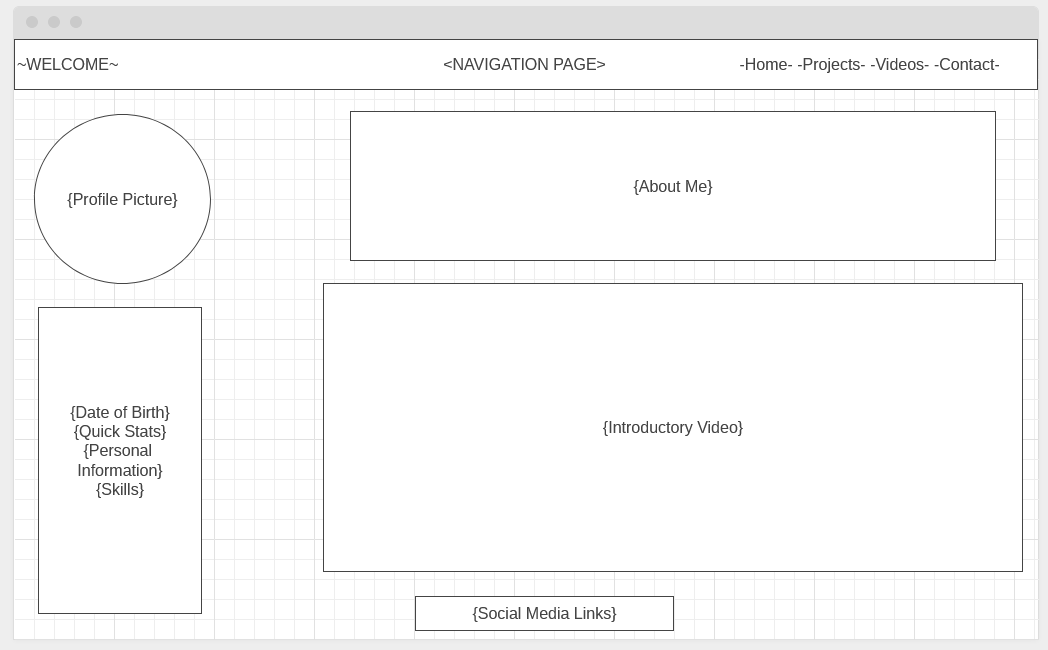 ~WELCOME~ <NAVIGATION PAGE> -Home- -Projects- -Videos- -Contact-
{Profile Picture}
{About Me}
{Date of Birth}
{Quick Stats}
{Personal
Information}
{Skills}
{Introductory Video}
{Social Media Links}